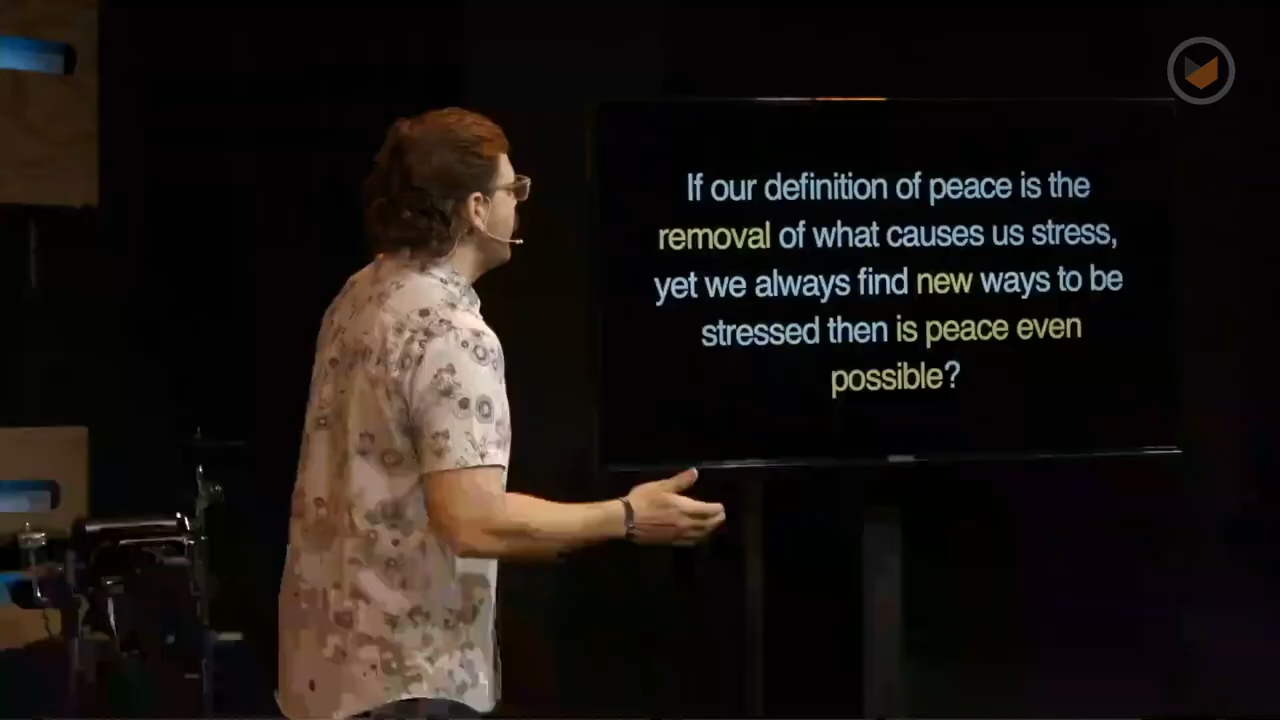 If our definition of peace is the
removal of what causes us stress,
yet we always find new ways to be
stressed then is peace even
possible?